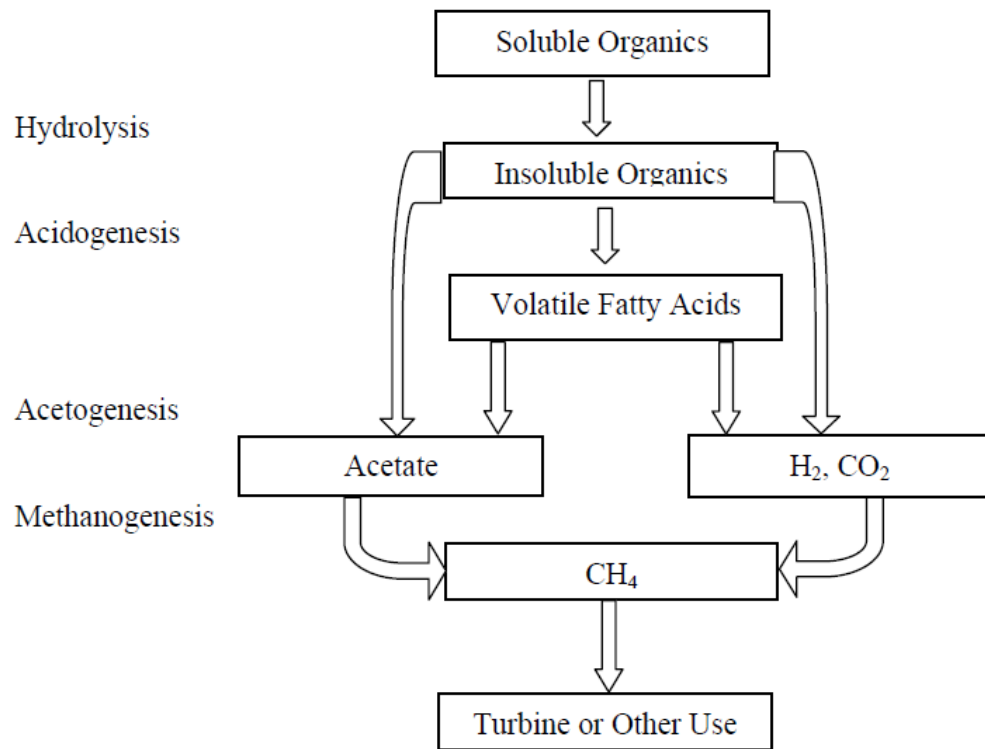 Soluble Organics
Hydrolysis
Insoluble Organics
Acidogenesis
Volatile Fatty Acids
Acetogenesis
Acetate
H₂, CO₂
Methanogenesis
CH₄
Turbine or Other Use